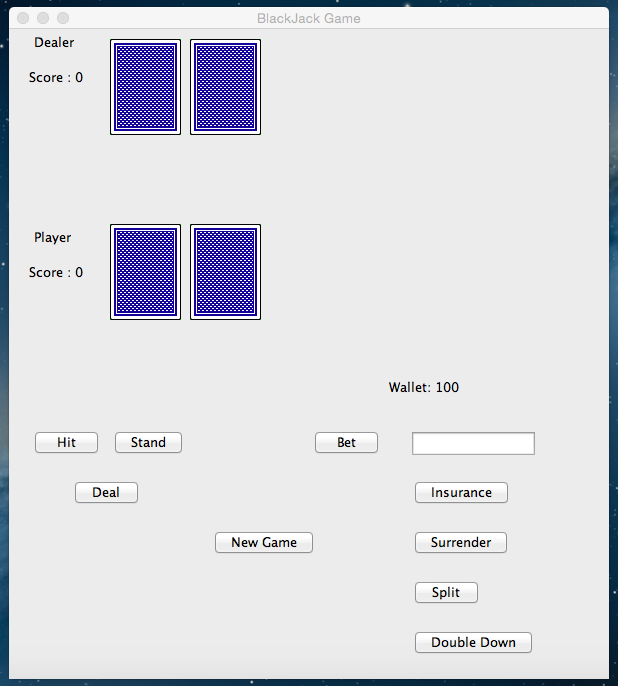 BlackJack Game
Dealer
Score : 0
Player
Score : 0
Wallet: 100
Hit
Stand
Bet
Deal
Insurance
New Game
Surrender
Split
Double Down